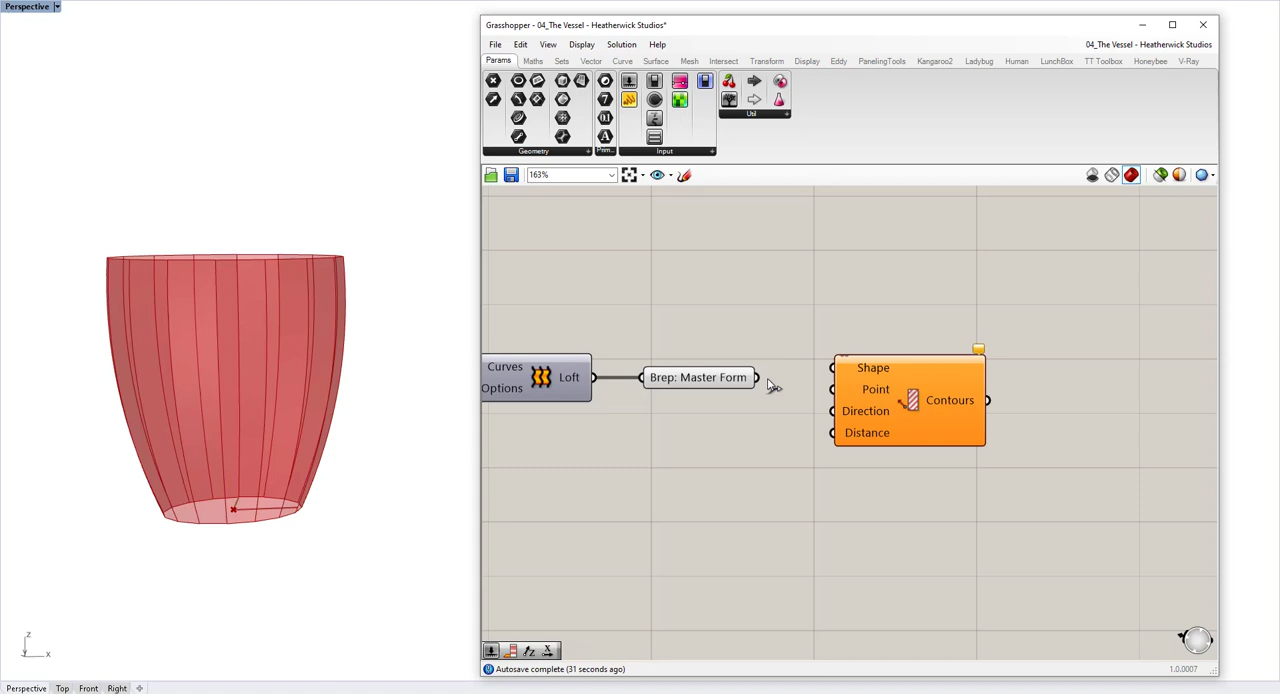 Perspective
Grasshopper - 04_The Vessel - Heatherwick Studios*
File Edit View Display Solution Help
04_The Vessel - Heatherwick Studios
Params Maths Sets Vector Curve Surface Mesh Intersect Transform Display Eddy PanelingTools Kangaroo2 Ladybug Human LunchBox TT Toolbox Honeybee V-Ray
Geometry
Prim...
Input
Util
163%
Curves
Options
Loft
Brep: Master Form
Shape
Point
Direction
Distance
Contours
z
x
Autosave complete (31 seconds ago)
1.0.0007
Perspective Top Front Right